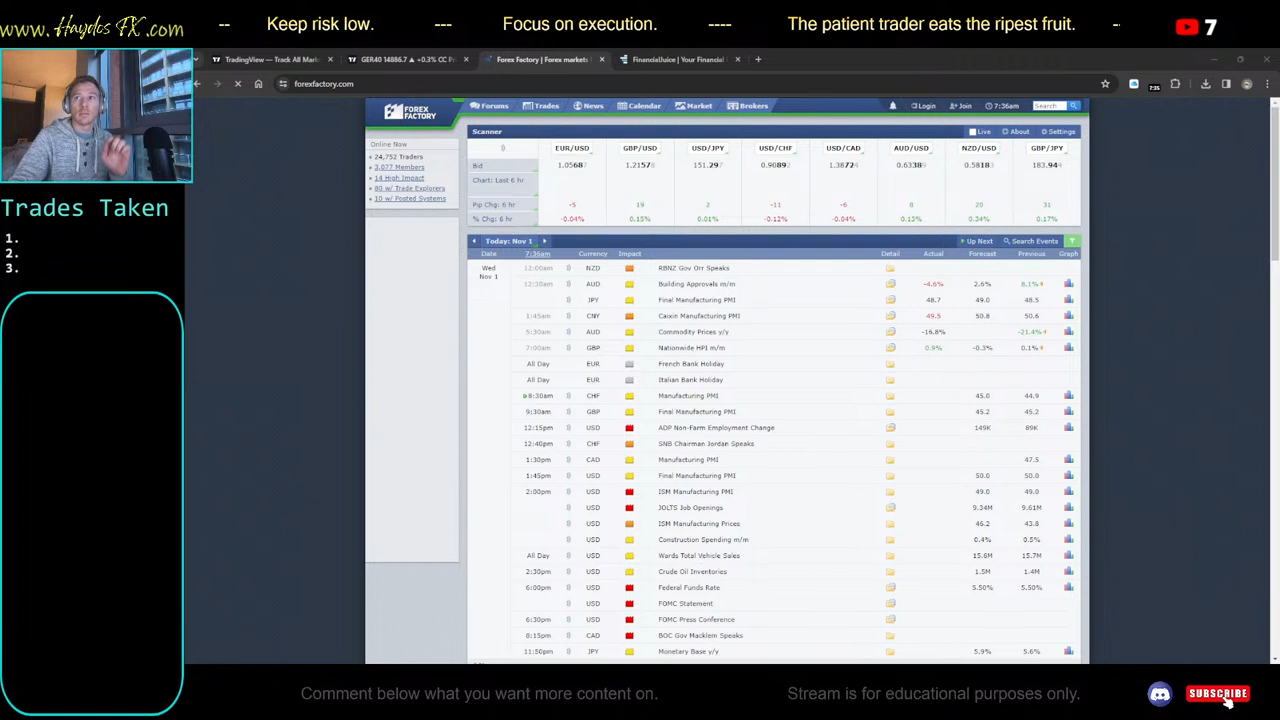 -- Keep risk low. --- Focus on execution. ---- The patient trader eats the ripest fruit. --
www.HaydosFX.com
7
TradingView — Track All Mark
GER40 14886.7 ▲ +0.3% CC Pr
Forex Factory | Forex markets
FinancialJuice | Your Financial
forexfactory.com
7:35
FOREX FACTORY
Forums Trades News Calendar Market Brokers
Login Join 7:36am Search
Online Now
24,752 Traders
3,077 Members
14 High Impact
80 w/ Trade Explorers
10 w/ Posted Systems
Scanner Live About Settings
EUR/USD GBP/USD USD/JPY USD/CHF USD/CAD AUD/USD NZD/USD GBP/JPY
Bid 1.05687 1.21578 151.297 0.90892 1.38724 0.63389 0.58183 183.944
Chart: Last 6 hr
Pip Chg: 6 hr -5 19 2 -11 -6 8 20 31
% Chg: 6 hr -0.04% 0.15% 0.01% -0.12% -0.04% 0.13% 0.34% 0.17%
Today: Nov 1 Up Next Search Events
Date 7:36am Currency Impact Detail Actual Forecast Previous Graph
Wed Nov 1 12:00am NZD RBNZ Gov Orr Speaks
12:30am AUD Building Approvals m/m -4.6% 2.6% 8.1%
JPY Final Manufacturing PMI 48.7 49.0 48.5
1:45am CNY Caixin Manufacturing PMI 49.5 50.8 50.6
5:30am AUD Commodity Prices y/y -16.8% -21.4%
7:00am GBP Nationwide HPI m/m 0.9% -0.3% 0.1%
All Day EUR French Bank Holiday
All Day EUR Italian Bank Holiday
8:30am CHF Manufacturing PMI 45.0 44.9
9:30am GBP Final Manufacturing PMI 45.2 45.2
12:15pm USD ADP Non-Farm Employment Change 149K 89K
12:40pm CHF SNB Chairman Jordan Speaks
1:30pm CAD Manufacturing PMI 47.5
1:45pm USD Final Manufacturing PMI 50.0 50.0
2:00pm USD ISM Manufacturing PMI 49.0 49.0
USD JOLTS Job Openings 9.34M 9.61M
USD ISM Manufacturing Prices 46.2 43.8
USD Construction Spending m/m 0.4% 0.5%
All Day USD Wards Total Vehicle Sales 15.6M 15.7M
2:30pm USD Crude Oil Inventories 1.5M 1.4M
6:00pm USD Federal Funds Rate 5.50% 5.50%
USD FOMC Statement
6:30pm USD FOMC Press Conference
8:15pm CAD BOC Gov Macklem Speaks
11:50pm JPY Monetary Base y/y 5.9% 5.6%
Trades Taken
1.
2.
3.
Comment below what you want more content on. Stream is for educational purposes only.
SUBSCRIBE